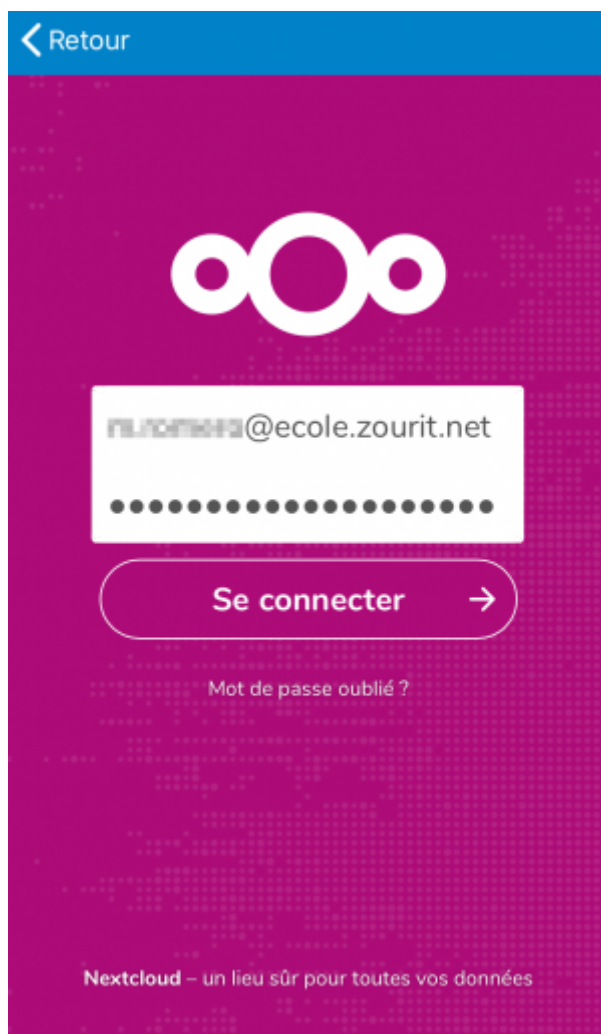 Retour
@ecole.zourit.net
Se connecter
Mot de passe oublié ?
Nextcloud – un lieu sûr pour toutes vos données